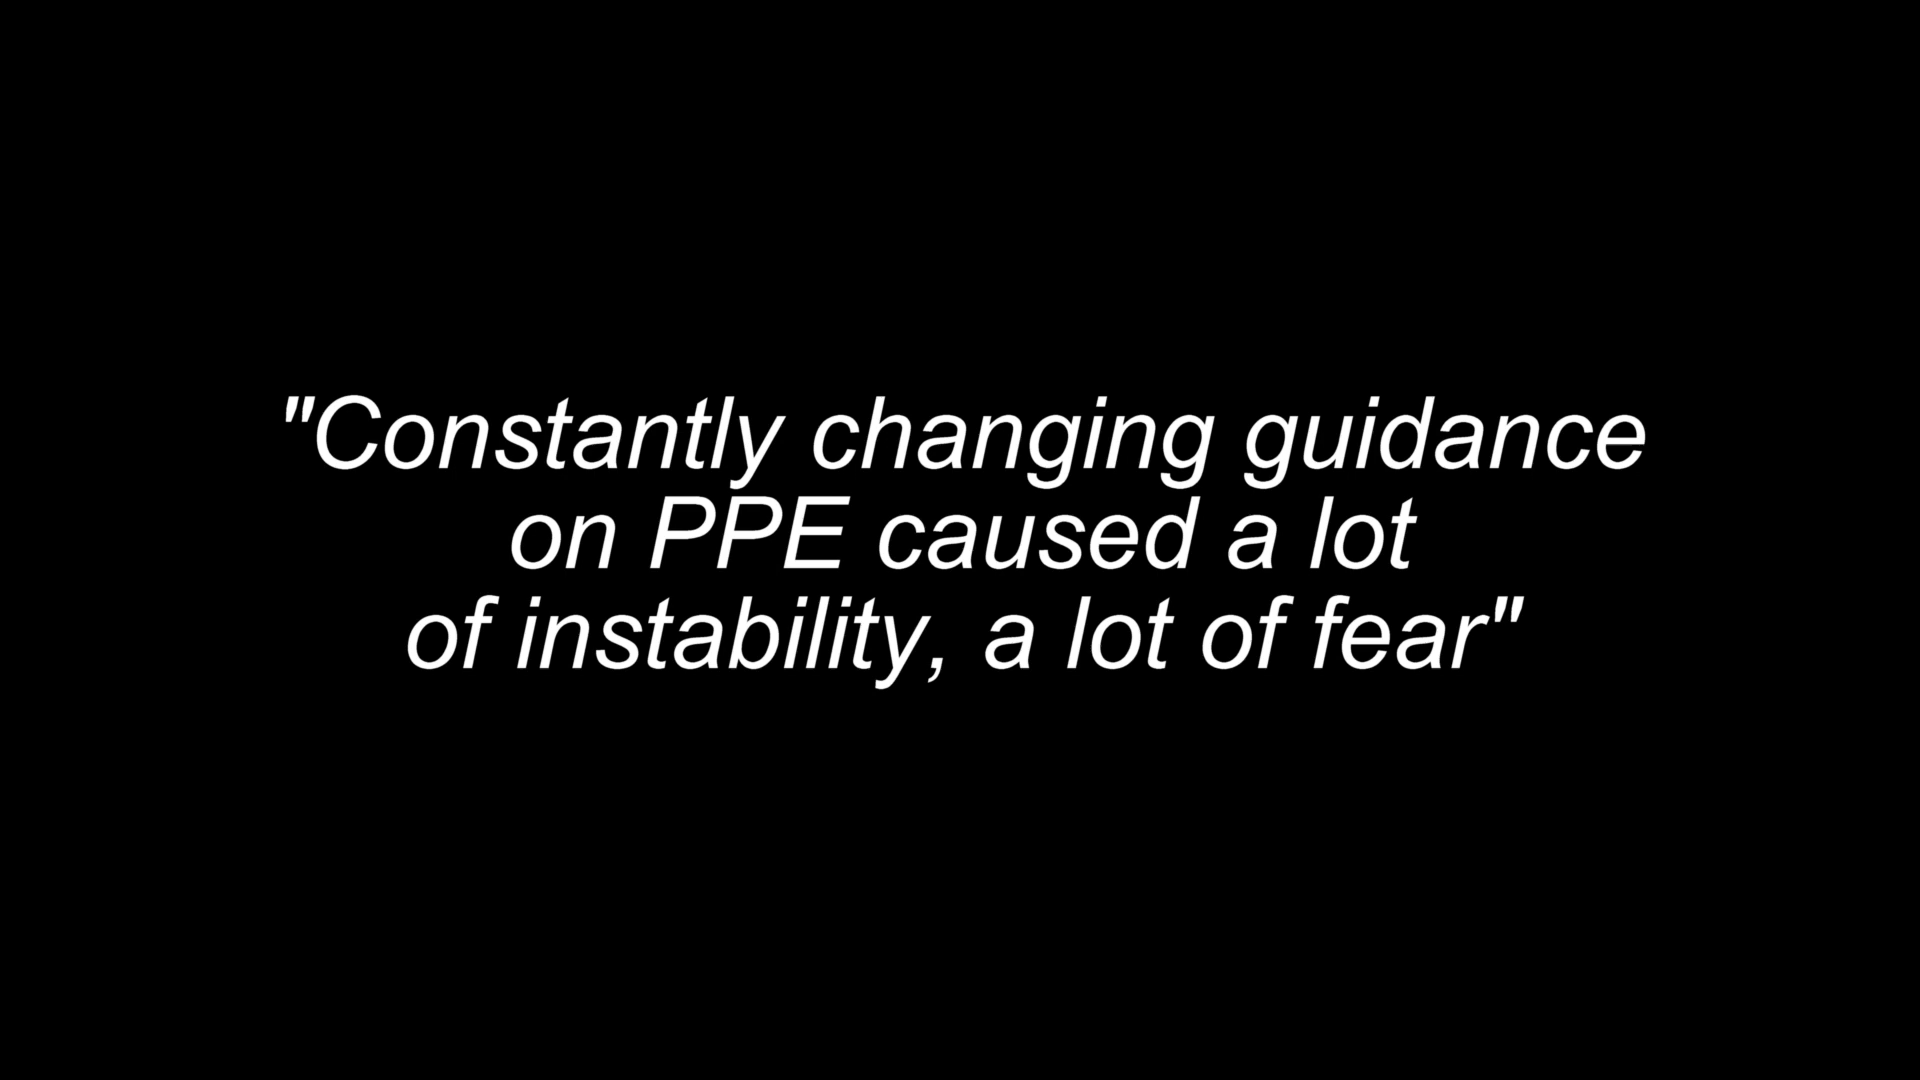 "Constantly changing guidance
on PPE caused a lot
of instability, a lot of fear"